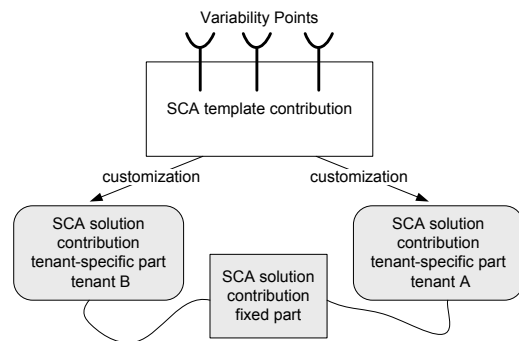 Variability Points
SCA template contribution
customization
customization
SCA solution
contribution
tenant-specific part
tenant B
SCA solution
contribution
fixed part
SCA solution
contribution
tenant-specific part
tenant A